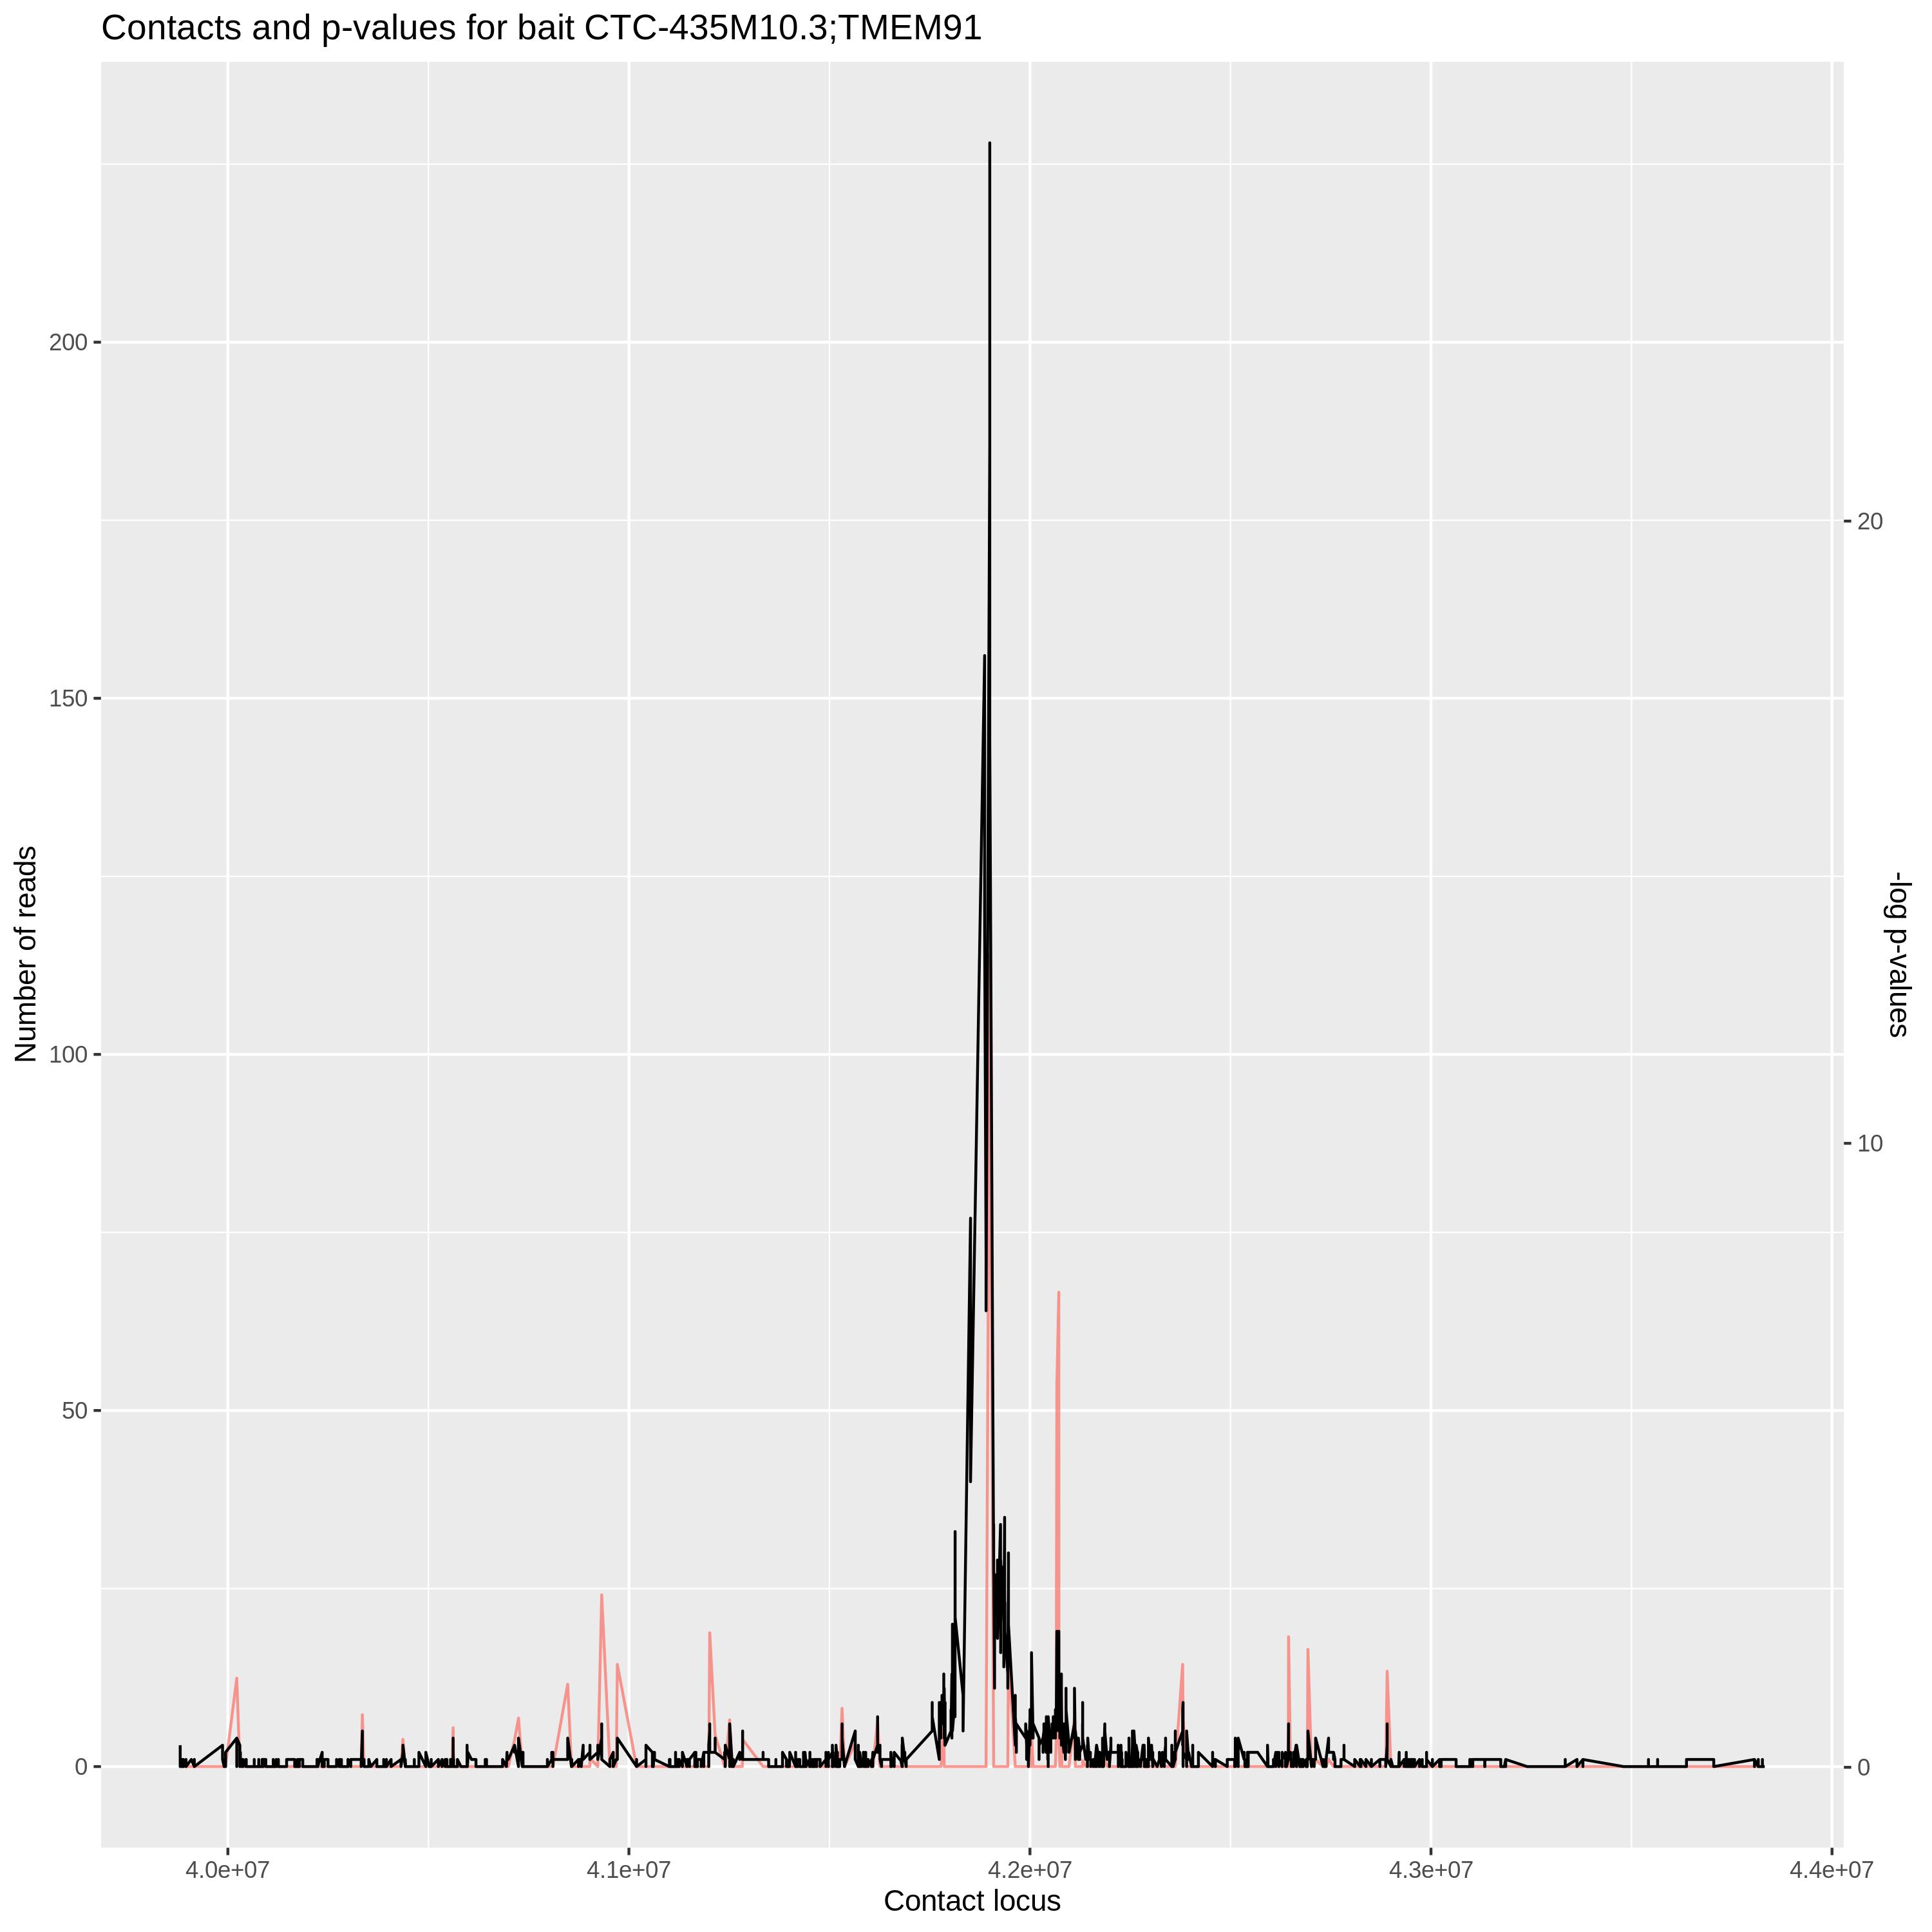 Contacts and p-values for bait CTC-435M10.3;TMEM91
Number of reads
200
150
100
50
0
20
10
0
-log p-values
4.0e+07
4.1e+07
4.2e+07
4.3e+07
4.4e+07
Contact locus